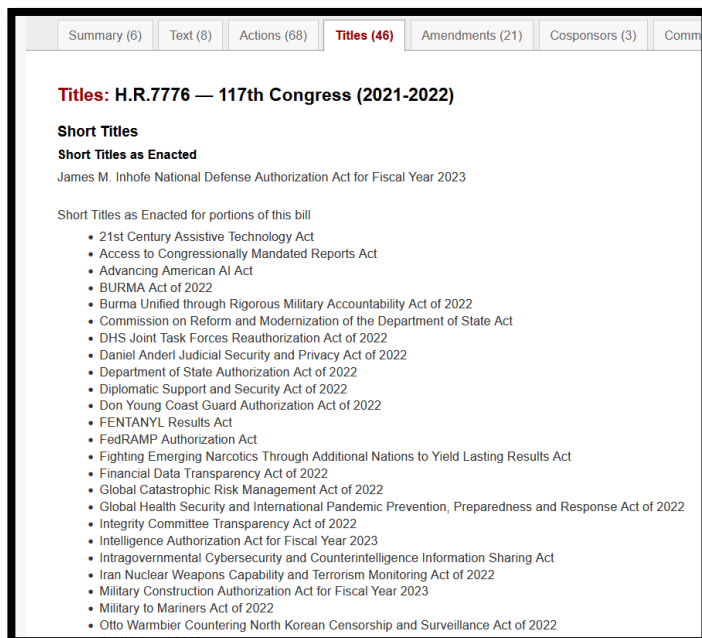 Summary (6) Text (8) Actions (68) Titles (46) Amendments (21) Cosponsors (3) Comm
Titles: H.R.7776 — 117th Congress (2021-2022)
Short Titles
Short Titles as Enacted
James M. Inhofe National Defense Authorization Act for Fiscal Year 2023
Short Titles as Enacted for portions of this bill
• 21st Century Assistive Technology Act
• Access to Congressionally Mandated Reports Act
• Advancing American AI Act
• BURMA Act of 2022
• Burma Unified through Rigorous Military Accountability Act of 2022
• Commission on Reform and Modernization of the Department of State Act
• DHS Joint Task Forces Reauthorization Act of 2022
• Daniel Anderl Judicial Security and Privacy Act of 2022
• Department of State Authorization Act of 2022
• Diplomatic Support and Security Act of 2022
• Don Young Coast Guard Authorization Act of 2022
• FENTANYL Results Act
• FedRAMP Authorization Act
• Fighting Emerging Narcotics Through Additional Nations to Yield Lasting Results Act
• Financial Data Transparency Act of 2022
• Global Catastrophic Risk Management Act of 2022
• Global Health Security and International Pandemic Prevention, Preparedness and Response Act of 2022
• Integrity Committee Transparency Act of 2022
• Intelligence Authorization Act for Fiscal Year 2023
• Intragovernmental Cybersecurity and Counterintelligence Information Sharing Act
• Iran Nuclear Weapons Capability and Terrorism Monitoring Act of 2022
• Military Construction Authorization Act for Fiscal Year 2023
• Military to Mariners Act of 2022
• Otto Warmbier Countering North Korean Censorship and Surveillance Act of 2022